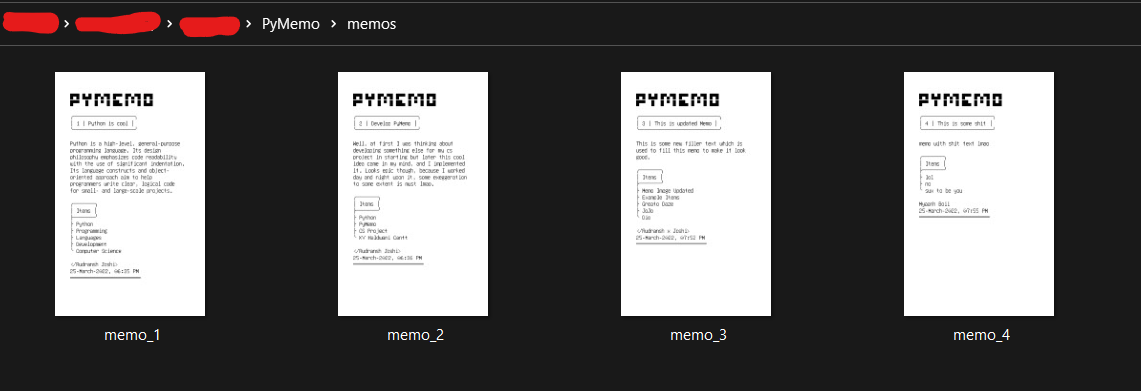 PyMemo > memos
PYMEMO
1 | Python is cool |
Python is a high-level, general-purpose
programming language. Its design
philosophy emphasizes code readability
with the use of significant indentation.
Its language constructs and object-
oriented approach aim to help
programmers write clear, logical code
for small- and large-scale projects.
Items
Python
Programming
Languages
Development
Computer Science
</Rudransh Joshi>
25-March-2022, 06:35 PM
memo_1
PYMEMO
2 | Develop PyMemo |
Well, at first I was thinking about
developing something else for my cs
project in starting but later this cool
idea came in my mind, and I implemented
it. Looks epic though, because I worked
day and night upon it. some exaggeration
to some extent is must lmao.
Items
Python
PyMemo
CS Project
KV Haldwani Cantt
</Rudransh Joshi>
25-March-2022, 06:38 PM
memo_2
PYMEMO
3 | This is updated Memo |
This is some new filler text which is
used to fill this memo to make it look
good.
Items
Memo Image Updated
Example Items
Greato Daze
JoJo
Dio
</Rudransh Joshi>
25-March-2022, 07:52 PM
memo_3
PYMEMO
4 | This is some shit |
memo with shit text lmao
Items
lol
no
sux to be you
25-March-2022, 07:55 PM
memo_4